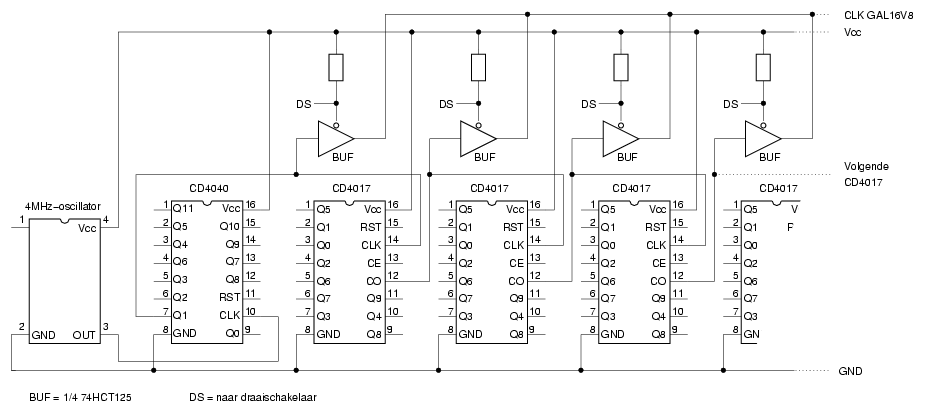 CLK GAL16V8
Vcc
DS
DS
DS
DS
BUF
BUF
BUF
BUF
Volgende
CD4017
4MHz-oscillator
1
4
Vcc
2
GND
OUT
3
CD4040
1 Q11 Vcc 16
2 Q5 Q10 15
3 Q4 Q9 14
4 Q6 Q7 13
5 Q3 Q8 12
6 Q2 RST 11
7 Q1 CLK 10
8 GND Q0 9
CD4017
1 Q5 Vcc 16
2 Q1 RST 15
3 Q0 CLK 14
4 Q2 CE 13
5 Q6 CO 12
6 Q7 Q9 11
7 Q3 Q4 10
8 GND Q8 9
CD4017
1 Q5 Vcc 16
2 Q1 RST 15
3 Q0 CLK 14
4 Q2 CE 13
5 Q6 CO 12
6 Q7 Q9 11
7 Q3 Q4 10
8 GND Q8 9
CD4017
1 Q5 Vcc 16
2 Q1 RST 15
3 Q0 CLK 14
4 Q2 CE 13
5 Q6 CO 12
6 Q7 Q9 11
7 Q3 Q4 10
8 GND Q8 9
CD4017
1 Q5 V
2 Q1 F
3 Q0
4 Q2
5 Q6
6 Q7
7 Q3
8 GN
GND
BUF = 1/4 74HCT125
DS = naar draaischakelaar